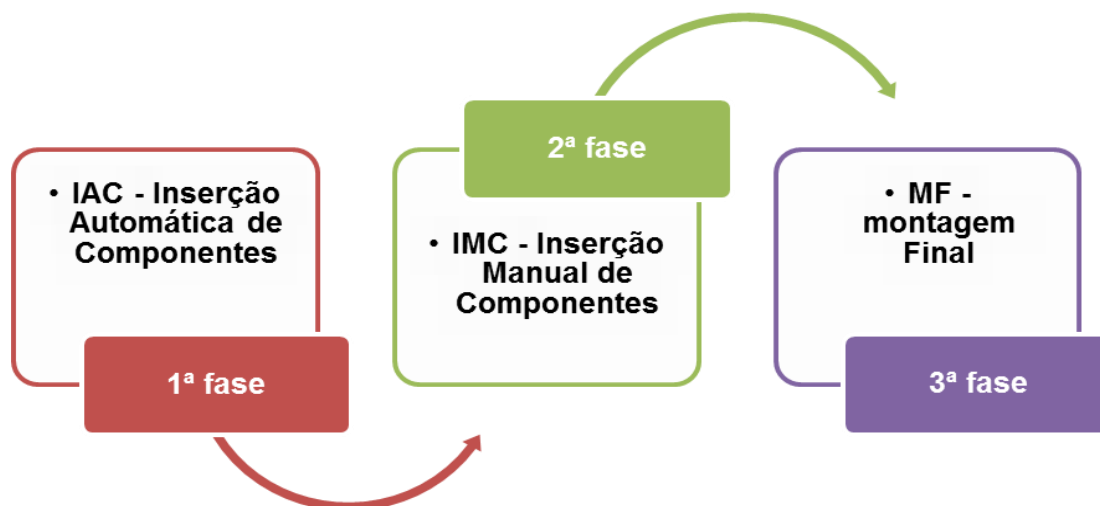 • IAC - Inserção
Automática de
Componentes
1ª fase
2ª fase
• IMC - Inserção
Manual de
Componentes
• MF -
montagem
Final
3ª fase